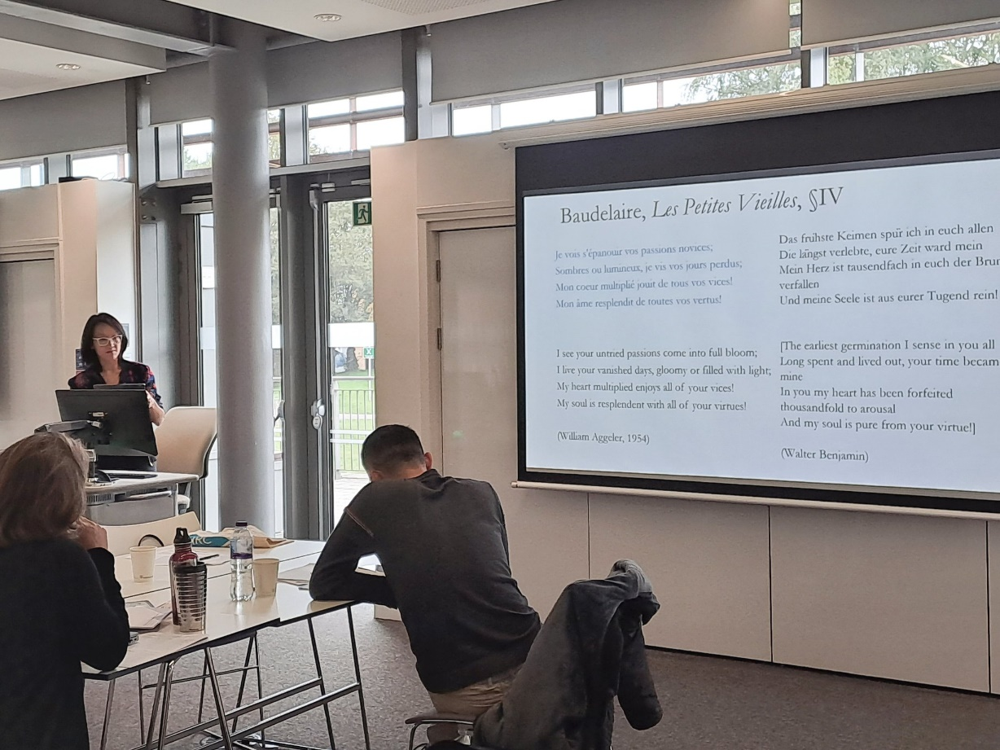 Baudelaire, Les Petites Vieilles, §IV
Je vois s'épanouir vos passions novices;
Sombres ou lumineux, je vis vos jours perdus;
Mon coeur multiplié jouit de tous vos vices!
Mon âme resplendit de toutes vos vertus!
I see your untried passions come into full bloom;
I live your vanished days, gloomy or filled with light;
My heart multiplied enjoys all of your vices!
My soul is resplendent with all of your virtues!
(William Aggeler, 1954)
Das frühste Keimen spür ich in euch allen
Die längst verlebte, eure Zeit ward mein
Mein Herz ist tausendfach in euch der Brun
verfallen
Und meine Seele ist aus eurer Tugend rein!
[The earliest germination I sense in you all
Long spent and lived out, your time becam
mine
In you my heart has been forfeited
thousandfold to arousal
And my soul is pure from your virtue!]
(Walter Benjamin)